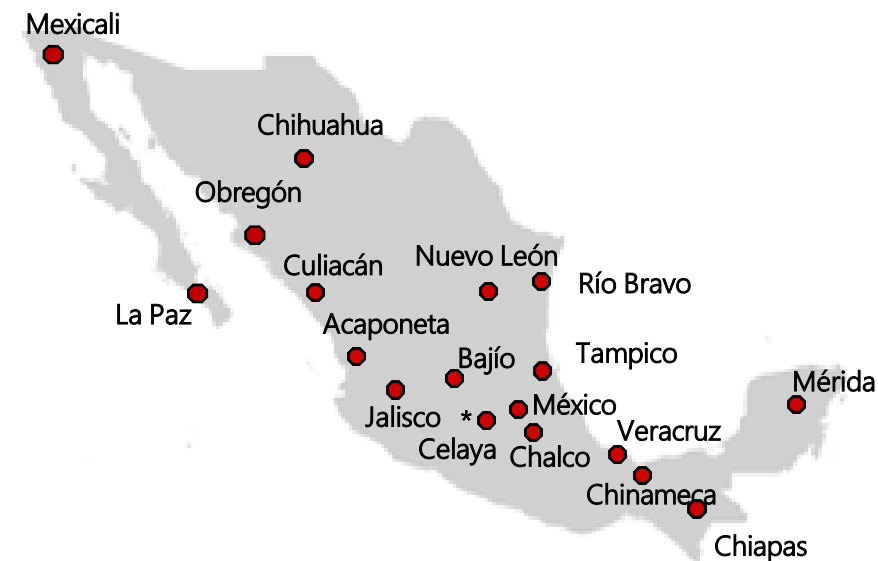 Mexicali
Chihuahua
Obregón
Nuevo León
Culiacán
Río Bravo
La Paz
Acaponeta
Tampico
Bajío
Mérida
Jalisco
*
México
Veracruz
Celaya
Chalco
Chinameca
Chiapas